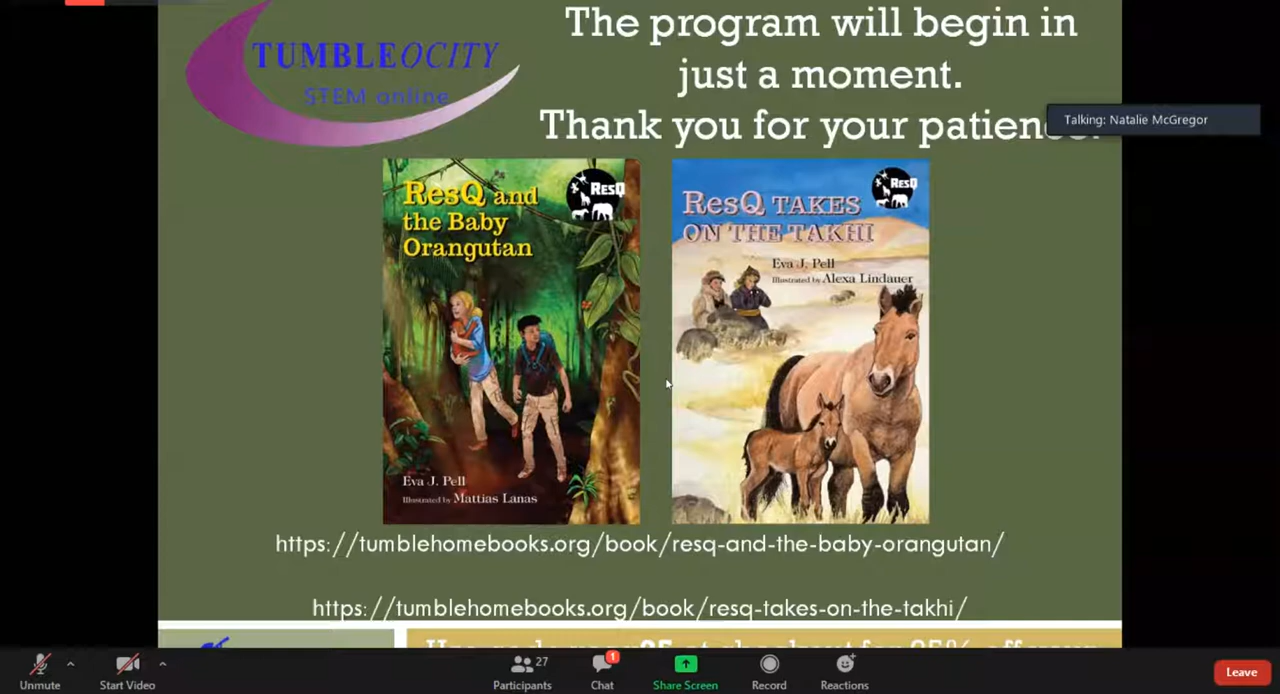 TUMBLEOCITY
STEM online
The program will begin in
just a moment.
Thank you for your patience.
Talking: Natalie McGregor
ResQ and
the Baby
Orangutan
ResQ
Eva J. Pell
Illustrated by Mattias Lanas
ResQ TAKES
ON THE TAKHI
ResQ
Eva J. Pell
Illustrated by Alexa Lindauer
https://tumblehomebooks.org/book/resq-and-the-baby-orangutan/
https://tumblehomebooks.org/book/resq-takes-on-the-takhi/
Unmute
Start Video
27
Participants
1
Chat
Share Screen
Record
Reactions
Leave